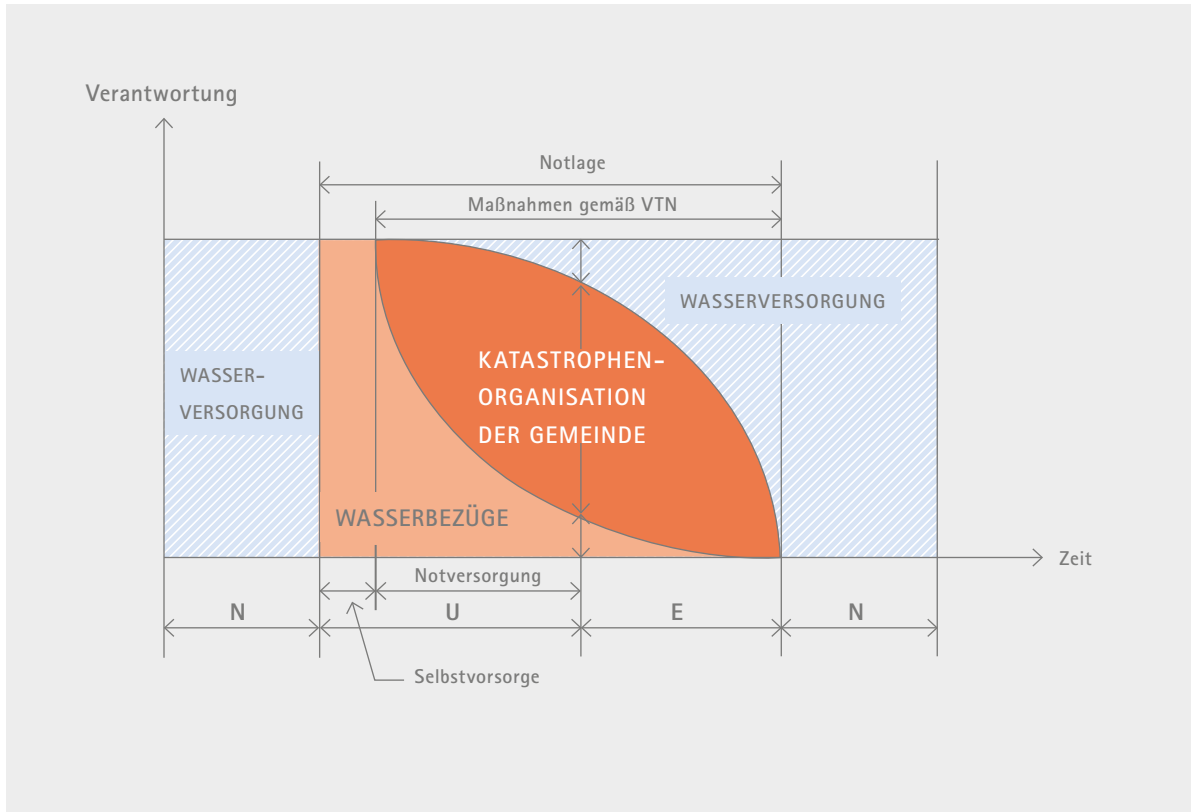 Verantwortung
Notlage
Maßnahmen gemäß VTN
WASSERVERSORGUNG
KATASTROPHEN-
ORGANISATION
DER GEMEINDE
WASSER-
VERSORGUNG
WASSERBEZÜGE
Zeit
Notversorgung
N
U
E
N
Selbstvorsorge